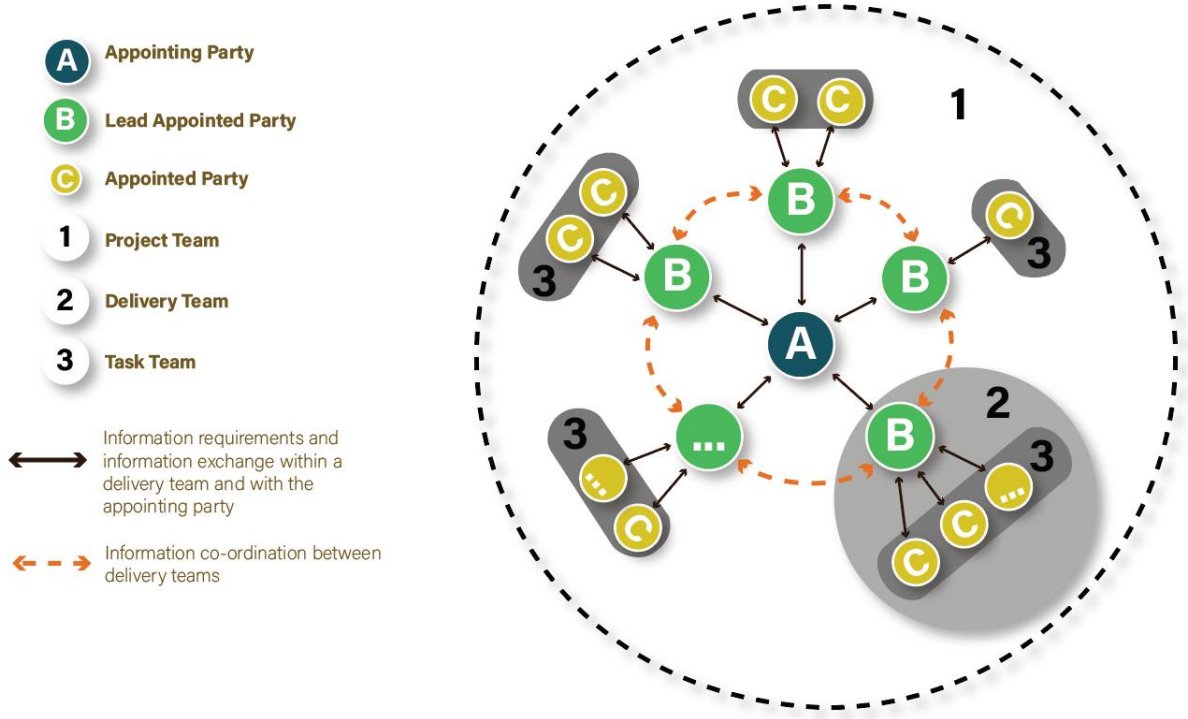 A Appointing Party
B Lead Appointed Party
C Appointed Party
1 Project Team
2 Delivery Team
3 Task Team
Information requirements and
information exchange within a
delivery team and with the
appointing party
Information co-ordination between
delivery teams
1
C C
B
C
C
3
B
C
3
B
A
...
B
2
3
...
C
3
...
C
C